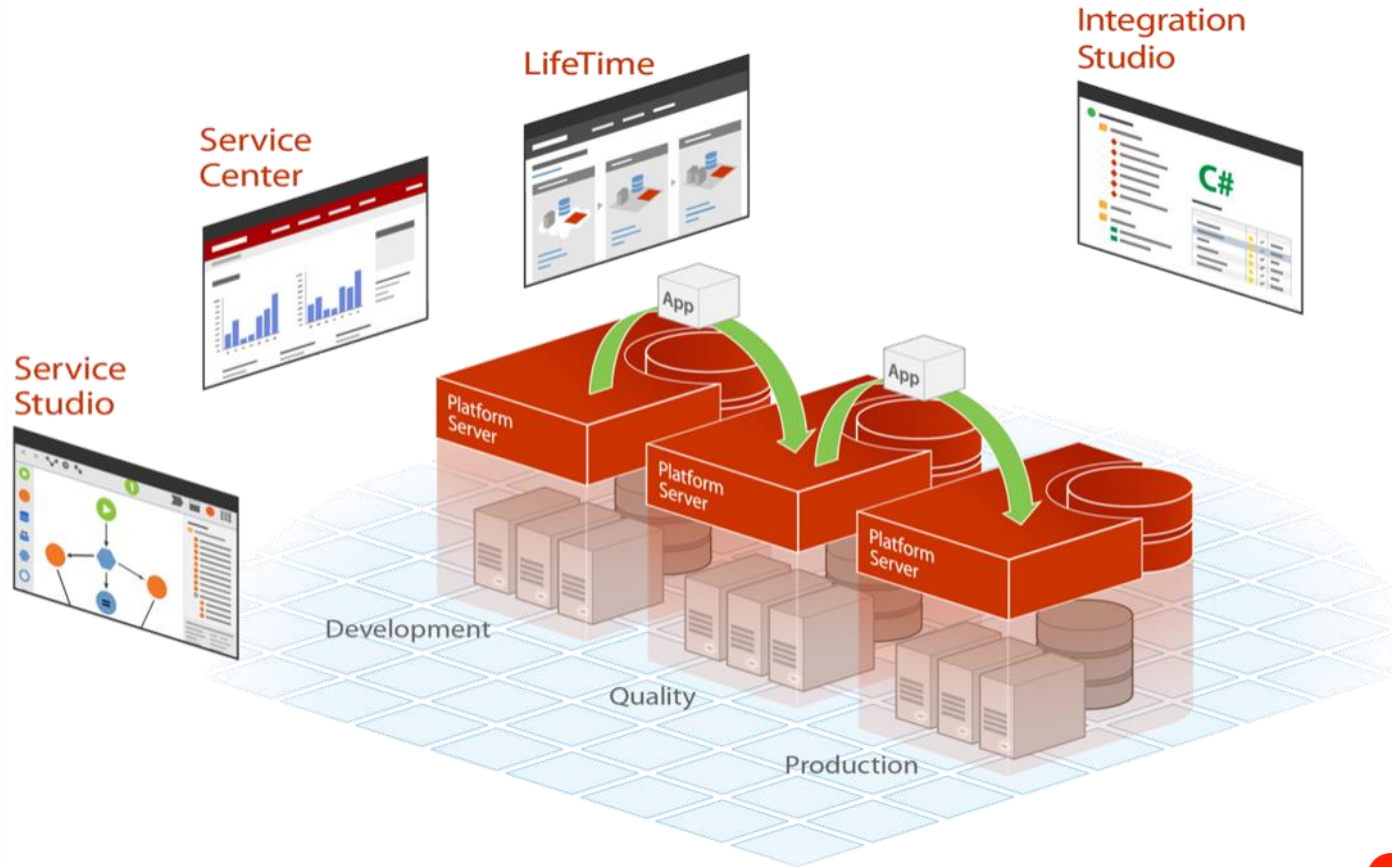 Integration
Studio
LifeTime
Service
Center
C#
App
App
Service
Studio
Platform
Server
Platform
Server
Platform
Server
Development
Quality
Production